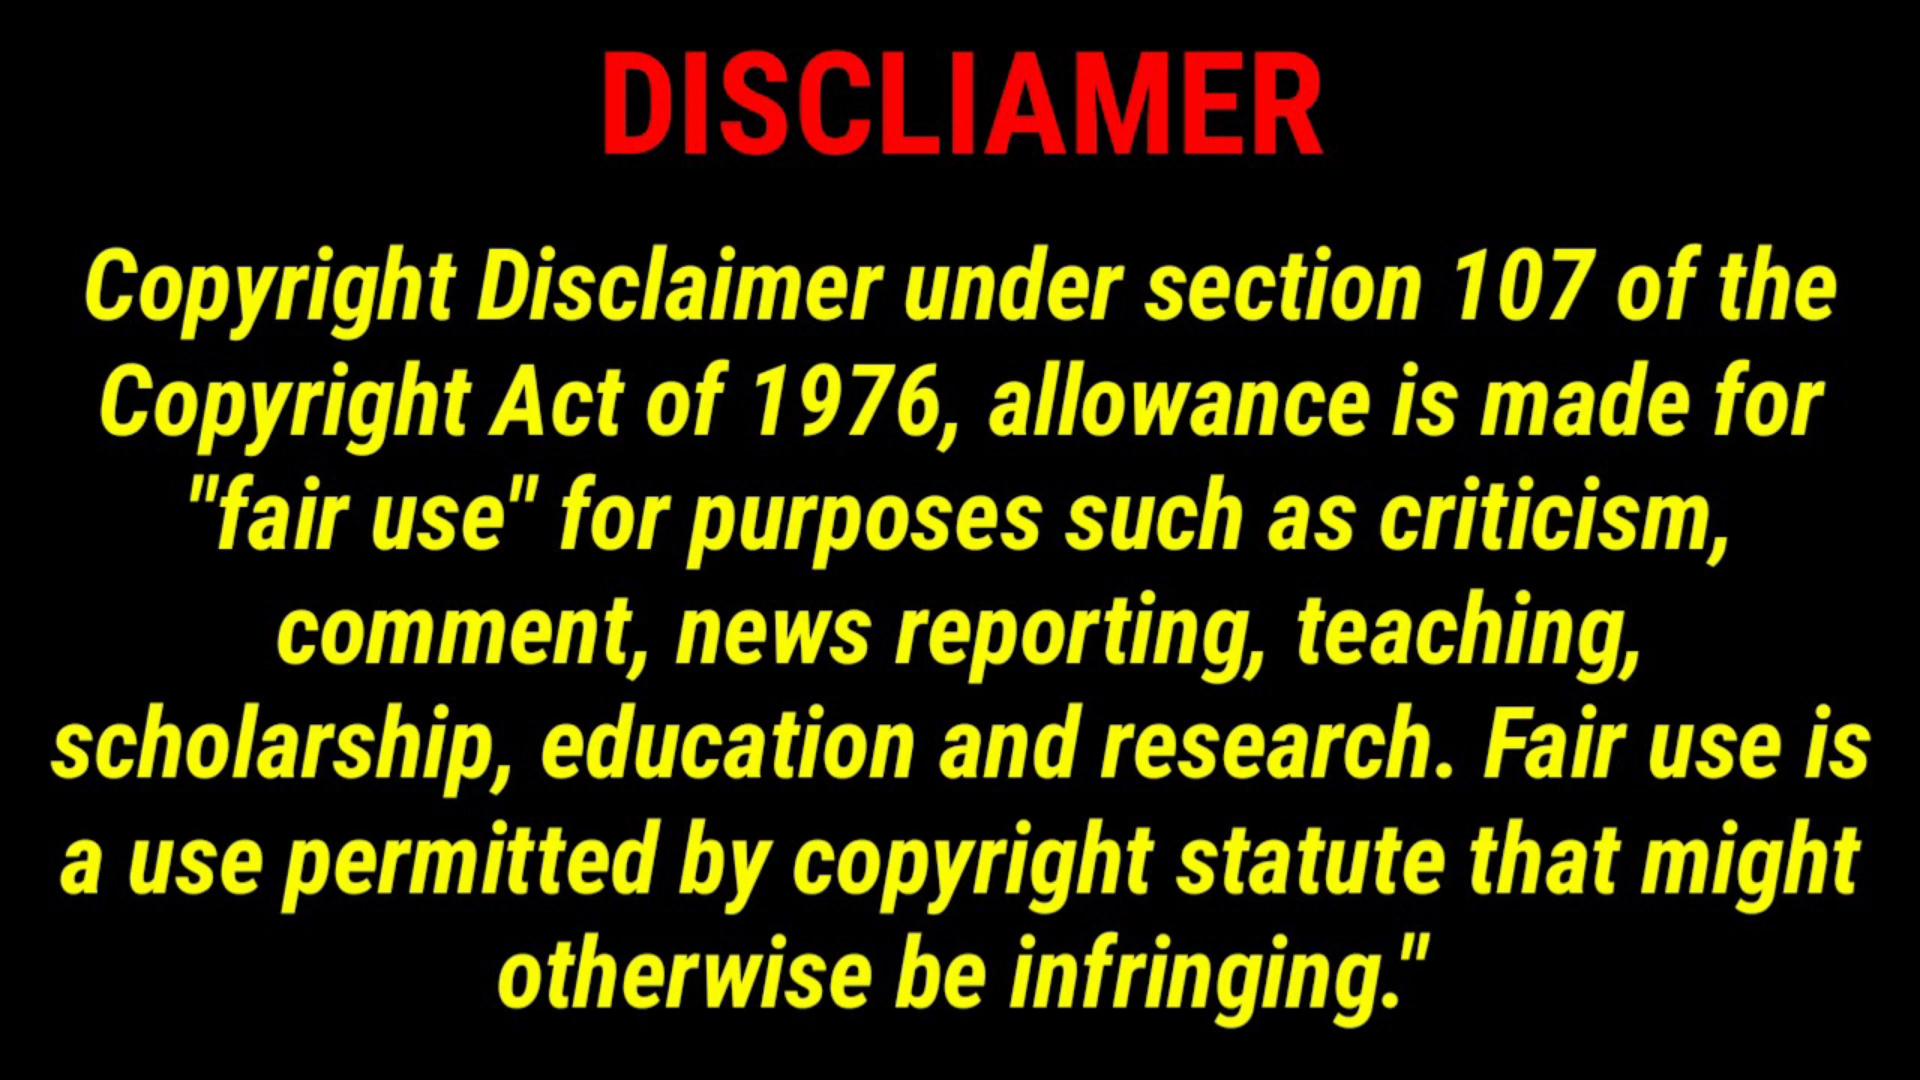 DISCLIAMER
Copyright Disclaimer under section 107 of the
Copyright Act of 1976, allowance is made for
"fair use" for purposes such as criticism,
comment, news reporting, teaching,
scholarship, education and research. Fair use is
a use permitted by copyright statute that might
otherwise be infringing."